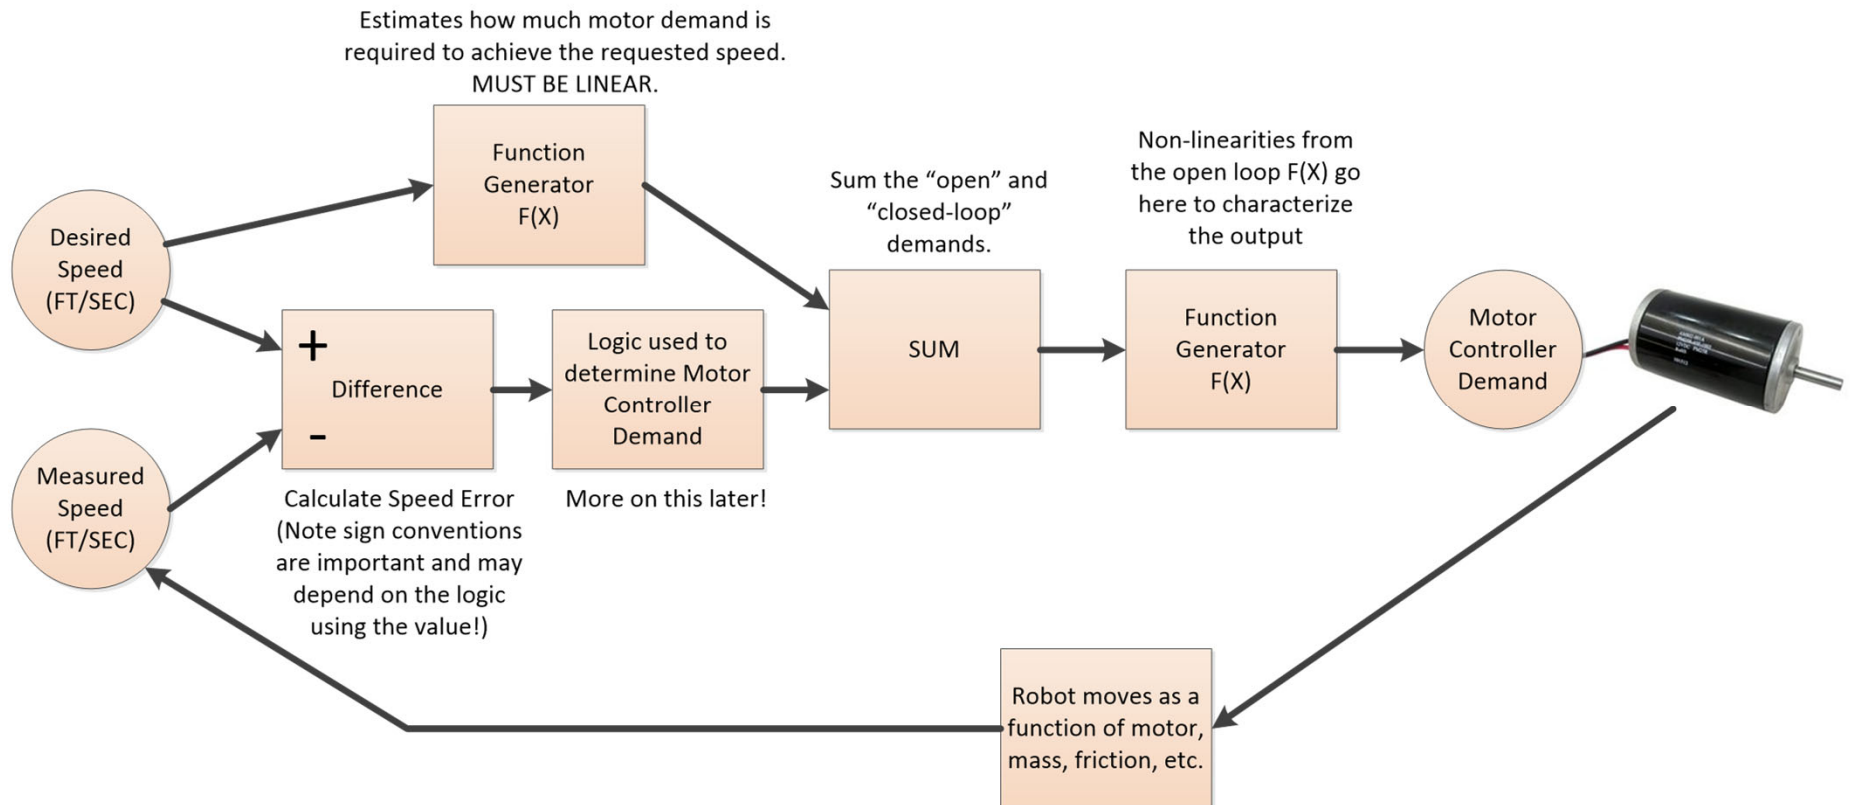 Estimates how much motor demand is
required to achieve the requested speed.
MUST BE LINEAR.
Function
Generator
F(X)
Non-linearities from
the open loop F(X) go
here to characterize
the output
Sum the “open” and
“closed-loop”
demands.
Desired
Speed
(FT/SEC)
+
Difference
-
Logic used to
determine Motor
Controller
Demand
SUM
Function
Generator
F(X)
Motor
Controller
Demand
Measured
Speed
(FT/SEC)
Calculate Speed Error
(Note sign conventions
are important and may
depend on the logic
using the value!)
More on this later!
Robot moves as a
function of motor,
mass, friction, etc.